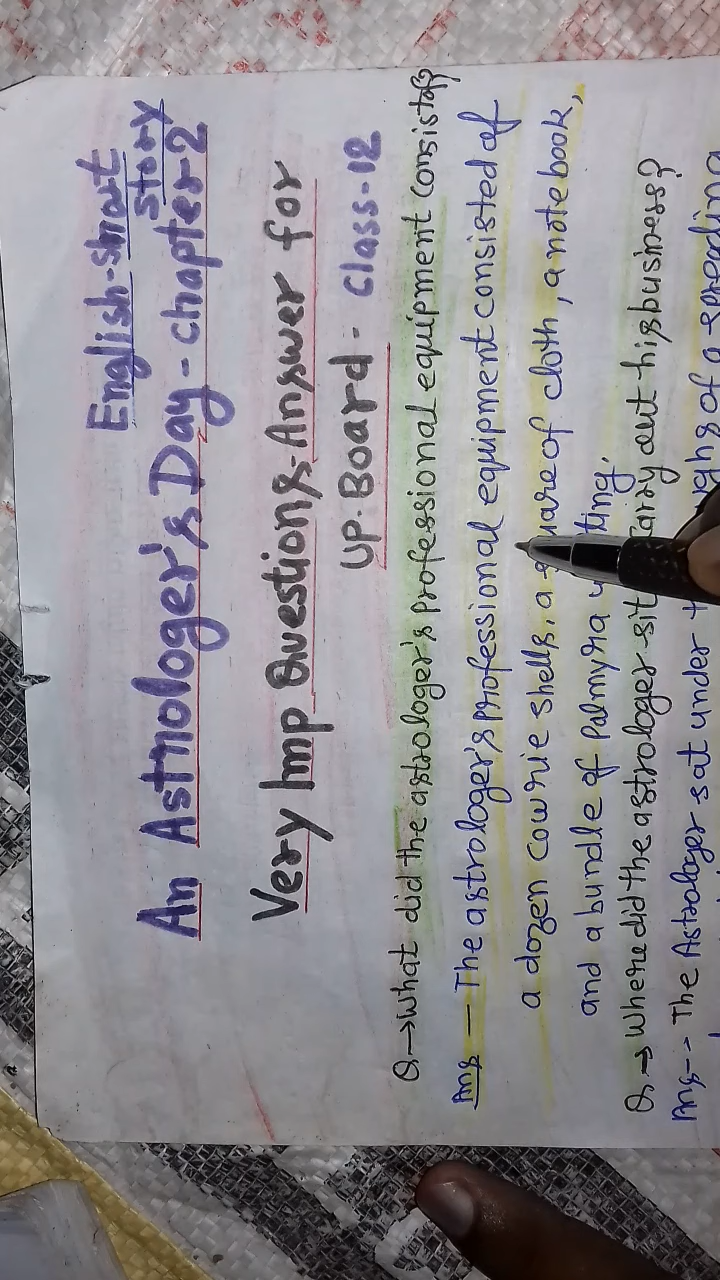 English-short
story
An Astrologer's Day-chapter-2
Very Imp Questions-Answer for
UP-Board- Class-12
Q.→What did the astrologer's professional equipment consist of?
Ans — The astrologer's professional equipment consisted of
a dozen cowrie shells, a square of cloth, a notebook,
and a bundle of Palmyra
Q.→ Where did the astrologer sit carry out his business?
Ans-- The Astrologer sat under of a spreading